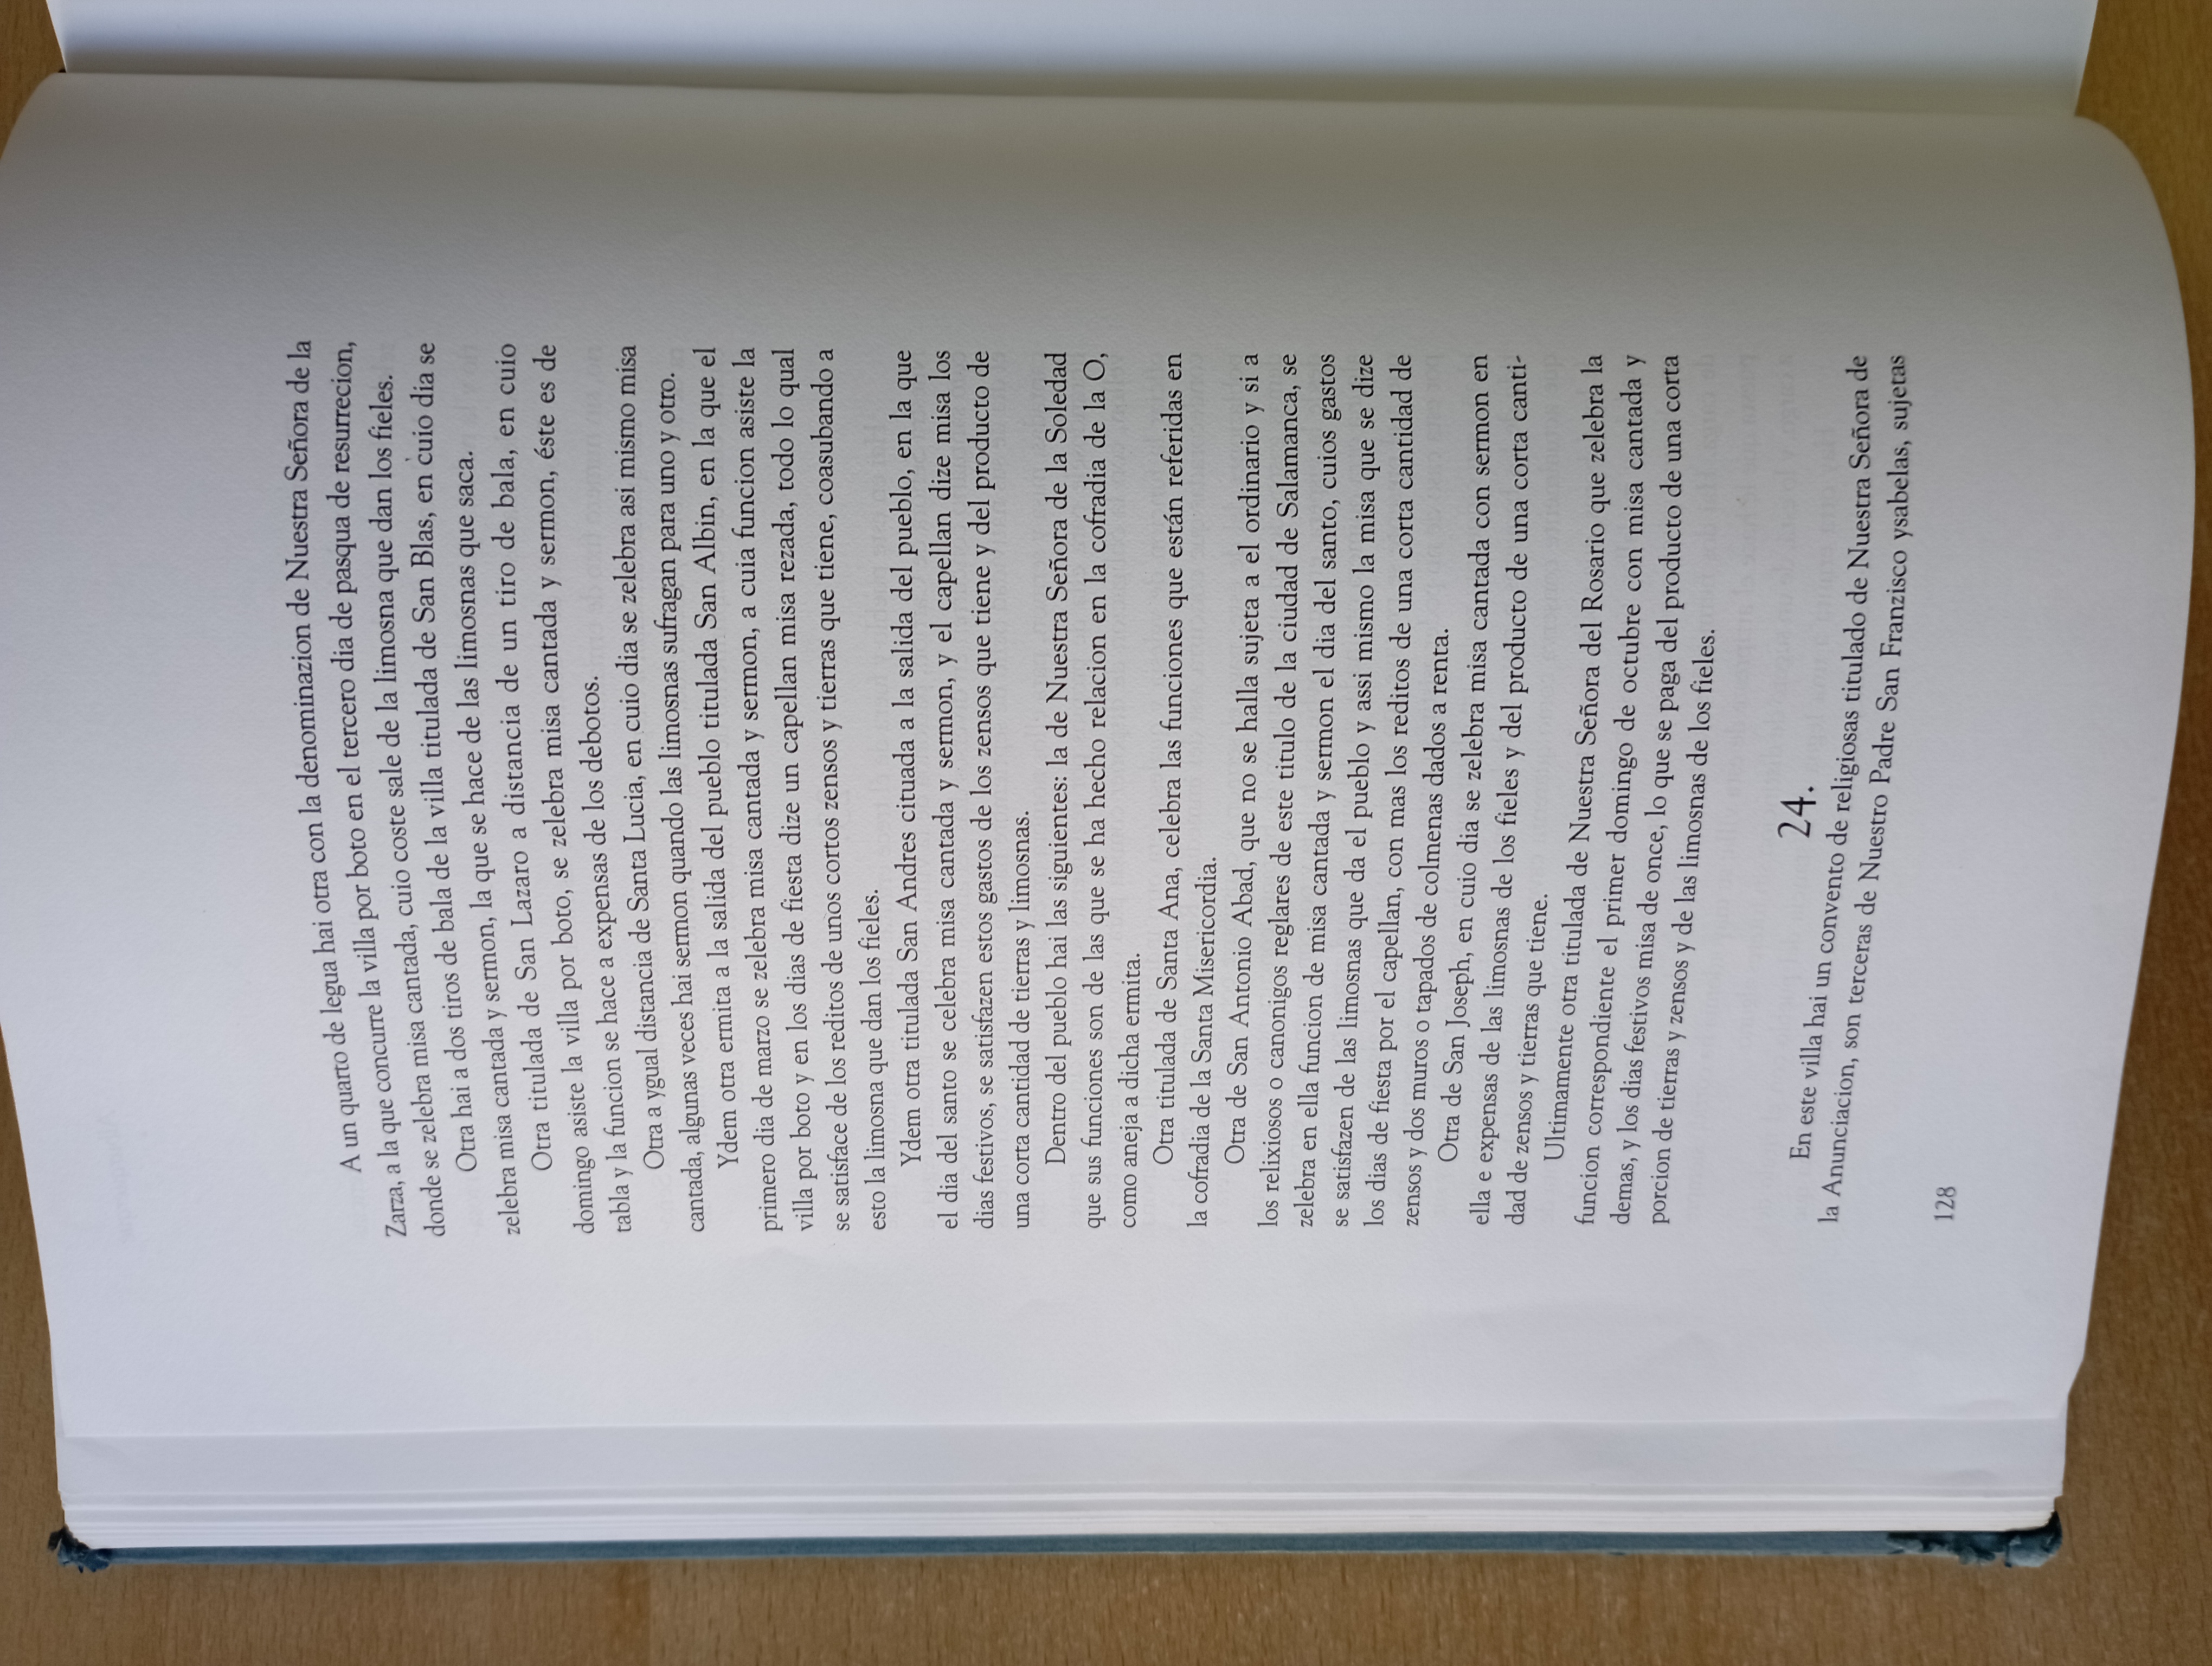 A un quarto de legua hai otra con la denominazion de Nuestra Señora de la
Zarza, a la que concurre la villa por boto en el tercero dia de pasqua de resurrecion,
donde se zelebra misa cantada, cuio coste sale de la limosna que dan los fieles.
Otra hai a dos tiros de bala de la villa titulada de San Blas, en cuio dia se
zelebra misa cantada y sermon, la que se hace de las limosnas que saca.
Otra titulada de San Lazaro a distancia de un tiro de bala, en cuio
domingo asiste la villa por boto, se zelebra misa cantada y sermon, éste es de
tabla y la funcion se hace a expensas de los debotos.
Otra a ygual distancia de Santa Lucia, en cuio dia se zelebra asi mismo misa
cantada, algunas veces hai sermon quando las limosnas sufragan para uno y otro.
Ydem otra ermita a la salida del pueblo titulada San Albin, en la que el
primero dia de marzo se zelebra misa cantada y sermon, a cuia funcion asiste la
villa por boto y en los dias de fiesta dize un capellan misa rezada, todo lo qual
se satisface de los reditos de unos cortos zensos y tierras que tiene, coasubando a
esto la limosna que dan los fieles.
Ydem otra titulada San Andres cituada a la salida del pueblo, en la que
el dia del santo se celebra misa cantada y sermon, y el capellan dize misa los
dias festivos, se satisfazen estos gastos de los zensos que tiene y del producto de
una corta cantidad de tierras y limosnas.
Dentro del pueblo hai las siguientes: la de Nuestra Señora de la Soledad
que sus funciones son de las que se ha hecho relacion en la cofradia de la O,
como aneja a dicha ermita.
Otra titulada de Santa Ana, celebra las funciones que están referidas en
la cofradia de la Santa Misericordia.
Otra de San Antonio Abad, que no se halla sujeta a el ordinario y si a
los relixiosos o canonigos reglares de este titulo de la ciudad de Salamanca, se
zelebra en ella funcion de misa cantada y sermon el dia del santo, cuios gastos
se satisfazen de las limosnas que da el pueblo y assi mismo la misa que se dize
los dias de fiesta por el capellan, con mas los reditos de una corta cantidad de
zensos y dos muros o tapados de colmenas dados a renta.
Otra de San Joseph, en cuio dia se zelebra misa cantada con sermon en
ella e expensas de las limosnas de los fieles y del producto de una corta canti-
dad de zensos y tierras que tiene.
Ultimamente otra titulada de Nuestra Señora del Rosario que zelebra la
funcion correspondiente el primer domingo de octubre con misa cantada y
demas, y los dias festivos misa de once, lo que se paga del producto de una corta
porcion de tierras y zensos y de las limosnas de los fieles.
24.
En este villa hai un convento de religiosas titulado de Nuestra Señora de
la Anunciacion, son terceras de Nuestro Padre San Franzisco ysabelas, sujetas
128